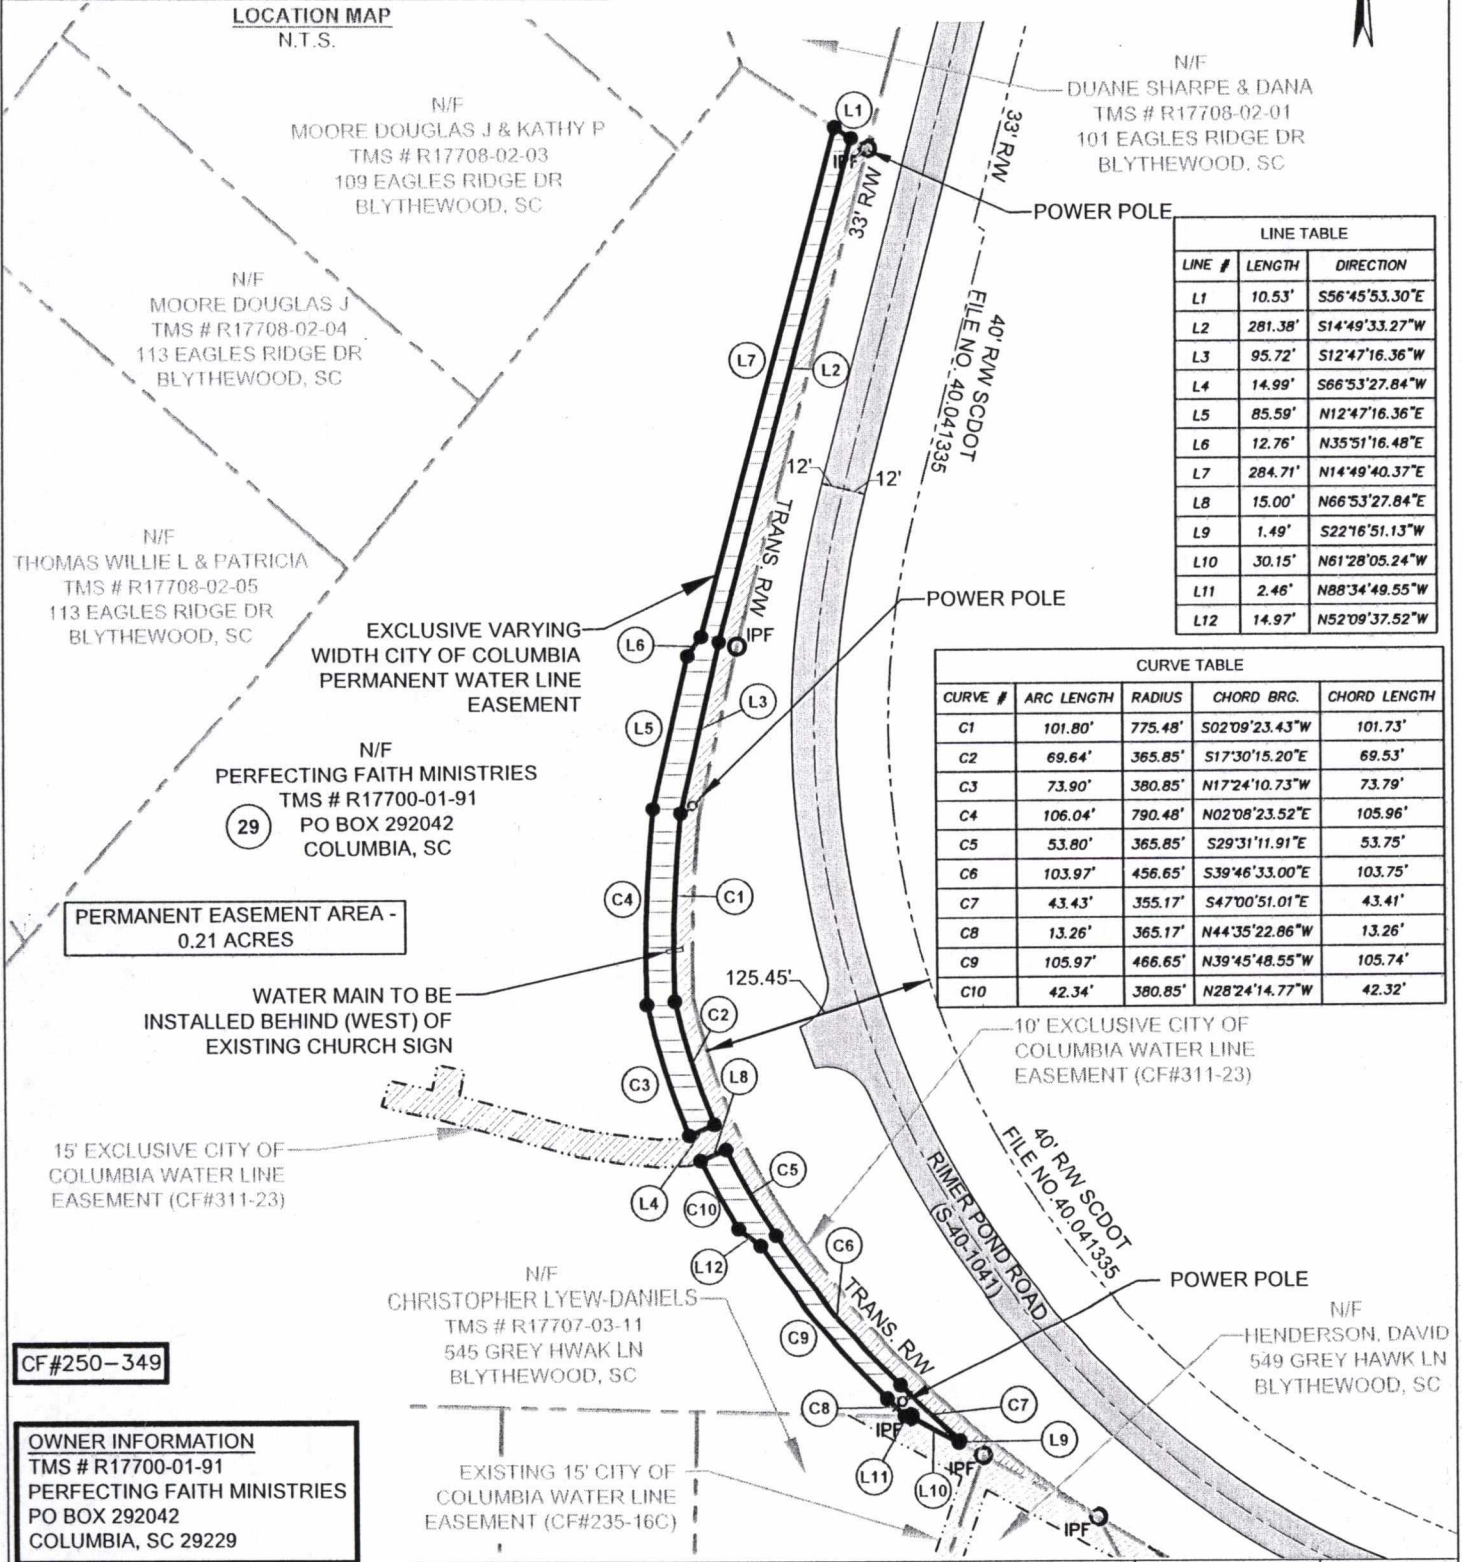 LOCATION MAP
N.T.S.
N/F
MOORE DOUGLAS J & KATHY P
TMS # R17708-02-03
109 EAGLES RIDGE DR
BLYTHEWOOD, SC
N/F
DUANE SHARPE & DANA
TMS # R17708-02-01
101 EAGLES RIDGE DR
BLYTHEWOOD, SC
L1
IPF
33' R/W
33' R/W
POWER POLE
N/F
MOORE DOUGLAS J
TMS # R17708-02-04
113 EAGLES RIDGE DR
BLYTHEWOOD, SC
L7
L2
40' R/W SCDOT
FILE NO. 40.041335
12'
12'
TRANS. R/W
LINE TABLE
LINE # LENGTH DIRECTION
L1 10.53' S56°45'53.30"E
L2 281.38' S14°49'33.27"W
L3 95.72' S12°47'16.36"W
L4 14.99' S66°53'27.84"W
L5 85.59' N12°47'16.36"E
L6 12.76' N35°51'16.48"E
L7 284.71' N14°49'40.37"E
L8 15.00' N66°53'27.84"E
L9 1.49' S22°16'51.13"W
L10 30.15' N61°28'05.24"W
L11 2.46' N88°34'49.55"W
L12 14.97' N52°09'37.52"W
N/F
THOMAS WILLIE L & PATRICIA
TMS # R17708-02-05
113 EAGLES RIDGE DR
BLYTHEWOOD, SC
EXCLUSIVE VARYING
WIDTH CITY OF COLUMBIA
PERMANENT WATER LINE
EASEMENT
L6
IPF
POWER POLE
L5
L3
N/F
PERFECTING FAITH MINISTRIES
TMS # R17700-01-91
29
PO BOX 292042
COLUMBIA, SC
CURVE TABLE
CURVE # ARC LENGTH RADIUS CHORD BRG. CHORD LENGTH
C1 101.80' 775.48' S02°09'23.43"W 101.73'
C2 69.64' 365.85' S17°30'15.20"E 69.53'
C3 73.90' 380.85' N17°24'10.73"W 73.79'
C4 106.04' 790.48' N02°08'23.52"E 105.96'
C5 53.80' 365.85' S29°31'11.91"E 53.75'
C6 103.97' 456.65' S39°46'33.00"E 103.75'
C7 43.43' 355.17' S47°00'51.01"E 43.41'
C8 13.26' 365.17' N44°35'22.86"W 13.26'
C9 105.97' 466.65' N39°45'48.55"W 105.74'
C10 42.34' 380.85' N28°24'14.77"W 42.32'
C4
C1
PERMANENT EASEMENT AREA -
0.21 ACRES
WATER MAIN TO BE
INSTALLED BEHIND (WEST) OF
EXISTING CHURCH SIGN
125.45'
C2
C3
L8
10' EXCLUSIVE CITY OF
COLUMBIA WATER LINE
EASEMENT (CF#311-23)
15' EXCLUSIVE CITY OF
COLUMBIA WATER LINE
EASEMENT (CF#311-23)
L4
C10
C5
L12
C6
40' R/W SCDOT
FILE NO. 40.041335
RIMER POND ROAD
(S-40-1041)
TRANS. R/W
POWER POLE
N/F
CHRISTOPHER LYEW-DANIELS
TMS # R17707-03-11
545 GREY HWAK LN
BLYTHEWOOD, SC
C9
N/F
HENDERSON, DAVID
549 GREY HAWK LN
BLYTHEWOOD, SC
CF#250-349
C8
C7
IPF
L9
L11
L10
IPF
IPF
EXISTING 15' CITY OF
COLUMBIA WATER LINE
EASEMENT (CF#235-16C)
OWNER INFORMATION
TMS # R17700-01-91
PERFECTING FAITH MINISTRIES
PO BOX 292042
COLUMBIA, SC 29229